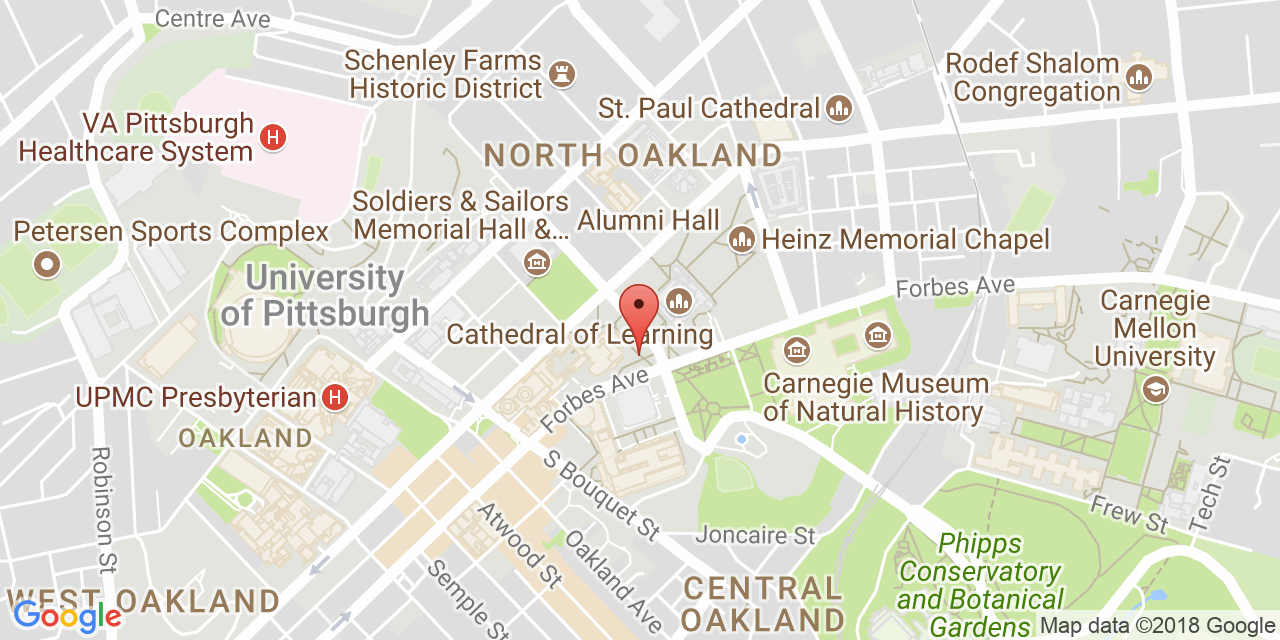 Centre Ave
Schenley Farms
Historic District
Rodef Shalom
Congregation
St. Paul Cathedral
VA Pittsburgh
Healthcare System
H
NORTH OAKLAND
Soldiers & Sailors
Memorial Hall &...
Alumni Hall
Petersen Sports Complex
Heinz Memorial Chapel
University
of Pittsburgh
Forbes Ave
Carnegie
Mellon
University
Cathedral of Learning
Carnegie Museum
of Natural History
UPMC Presbyterian
H
Forbes Ave
OAKLAND
Robinson St
S Bouquet St
Tech St
Frew St
Atwood St
Joncaire St
Oakland Ave
Semple St
Phipps
Conservatory
and Botanical
Gardens
CENTRAL
OAKLAND
WEST OAKLAND
Google
Map data ©2018 Google